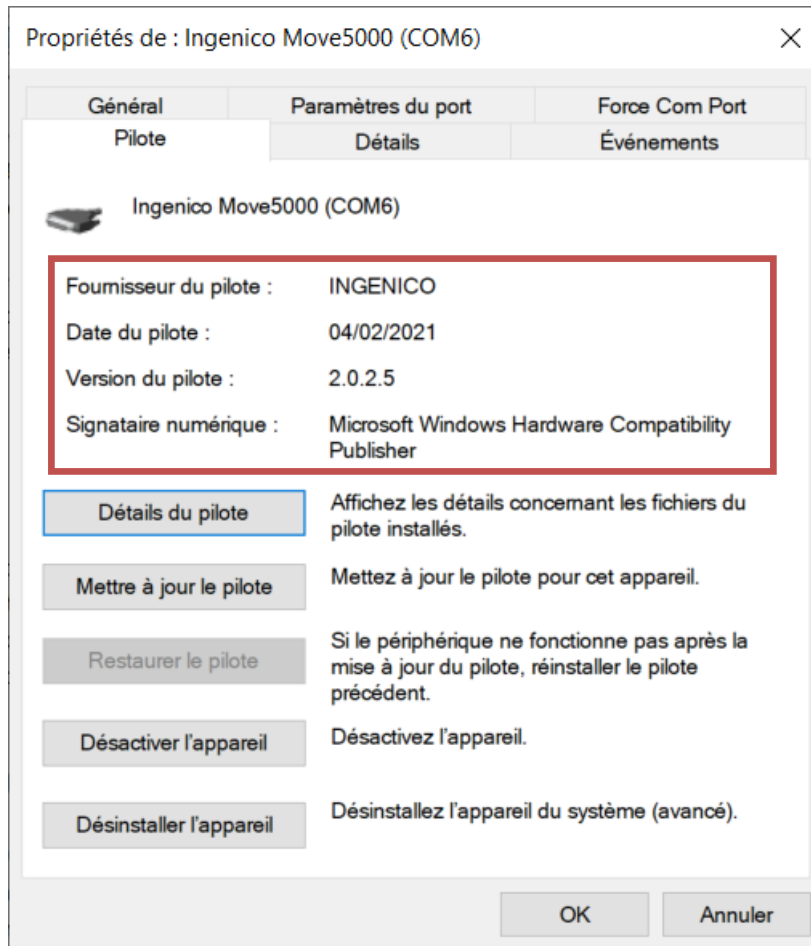 Propriétés de : Ingenico Move5000 (COM6)
Général
Paramètres du port
Force Com Port
Pilote
Détails
Événements
Ingenico Move5000 (COM6)
Fournisseur du pilote : INGENICO
Date du pilote : 04/02/2021
Version du pilote : 2.0.2.5
Signataire numérique : Microsoft Windows Hardware Compatibility
Publisher
Détails du pilote
Affichez les détails concernant les fichiers du
pilote installés.
Mettre à jour le pilote
Mettez à jour le pilote pour cet appareil.
Restaurer le pilote
Si le périphérique ne fonctionne pas après la
mise à jour du pilote, réinstaller le pilote
précédent.
Désactiver l'appareil
Désactivez l'appareil.
Désinstaller l'appareil
Désinstallez l'appareil du système (avancé).
OK
Annuler